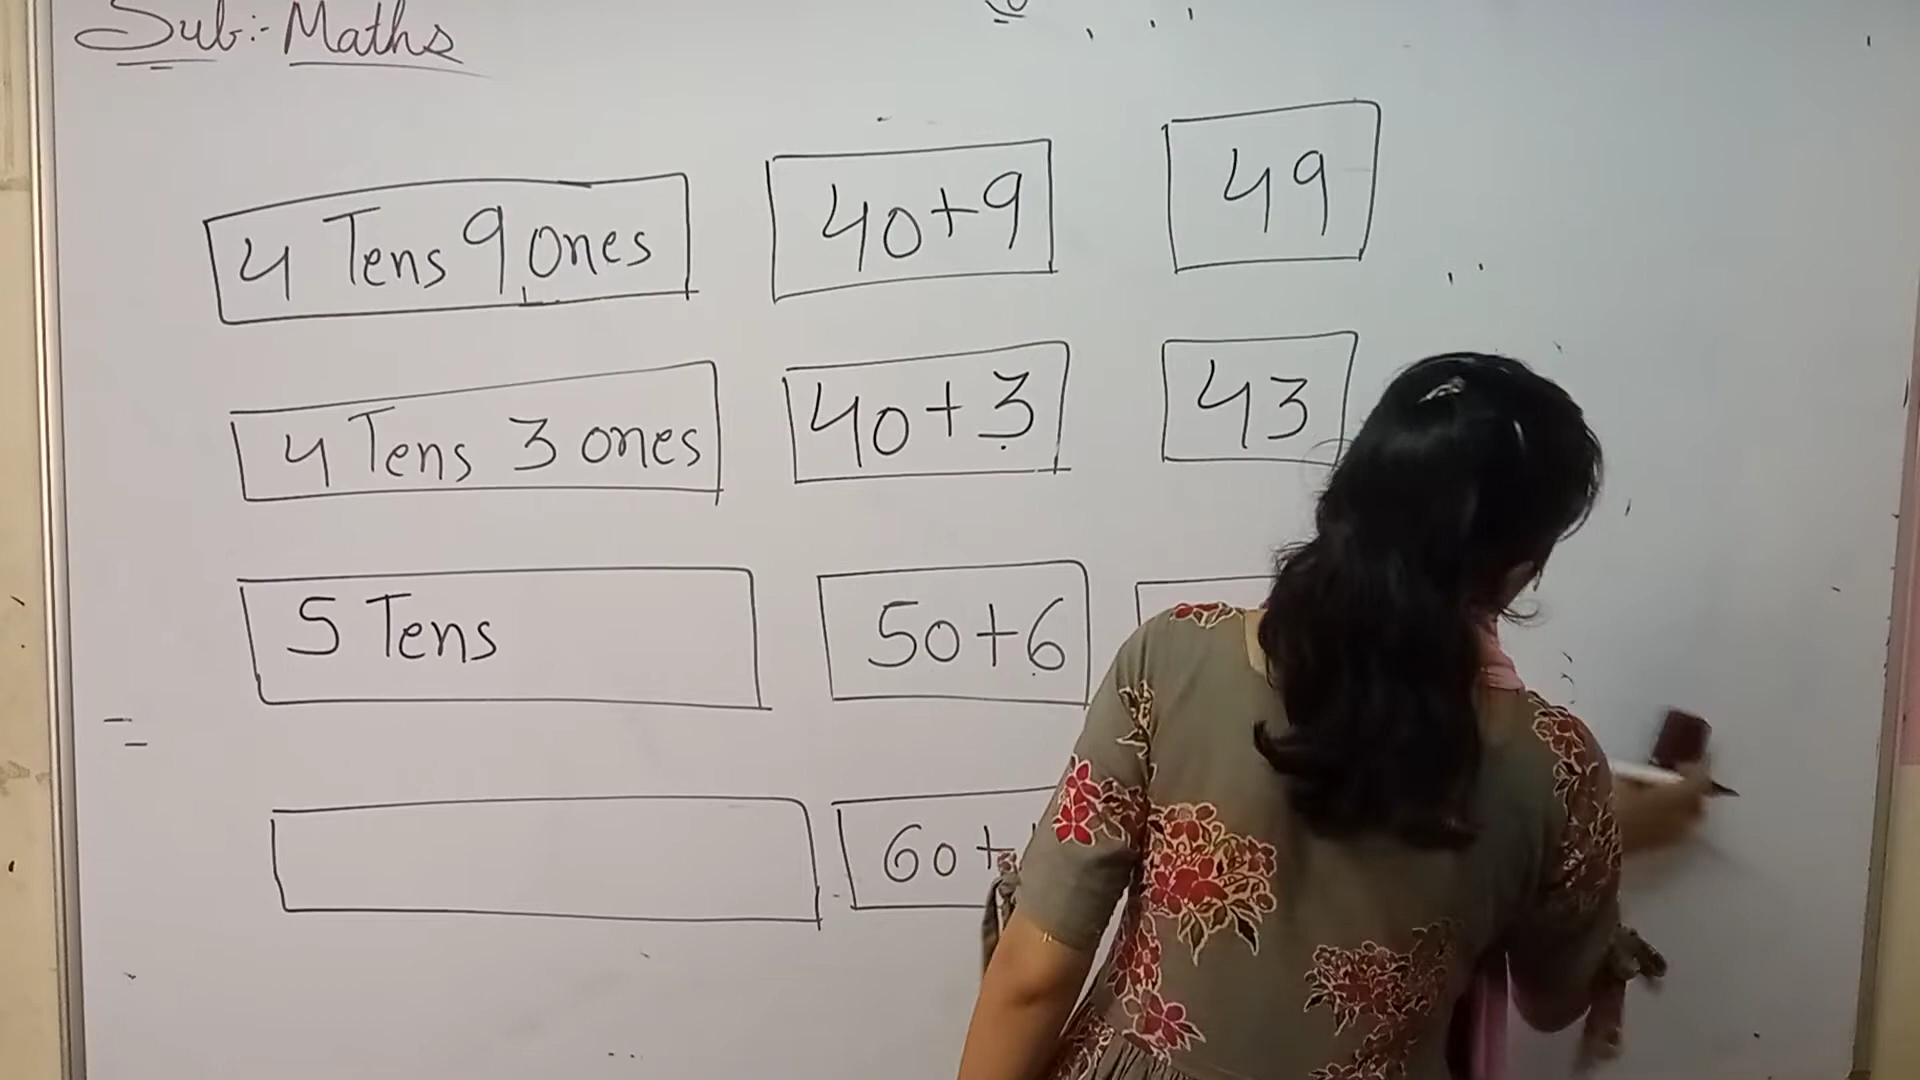 Sub:- Maths
4 Tens 9 ones 40+9 49
4 Tens 3 ones 40+3 43
5 Tens 50+6
60+